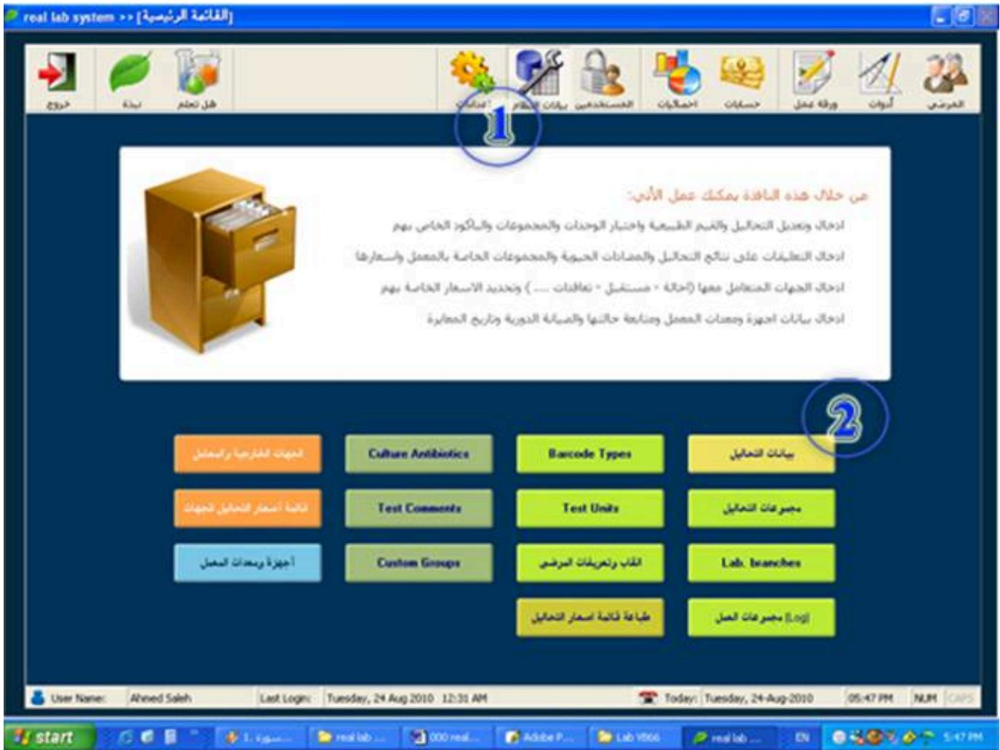 real lab system >> [القائمة الرئيسية]
المرضى
أدوات
ورقة عمل
حسابات
احصائيات
المستخدمين
بيانات النظام
خروج
نبذة
هل تعلم
1
من خلال هذه النافذة يمكنك عمل الأتي:
ادخال وتعديل التحاليل والقيم الطبيعية واختيار الوحدات والمجموعات والباكود الخاص بهم
ادخال التعليقات على نتائج التحاليل والمضادات الحيوية والمجموعات الخاصة بالمعمل واسعارها
ادخال الجهات المتعامل معها (احالة - مستقبل - تعاقدات .... ) وتحديد الاسعار الخاصة بهم
ادخال بيانات اجهزة ومعدات المعمل ومتابعة حالتها والصيانة الدورية وتاريخ المعايرة
2
بيانات التحاليل
Barcode Types
Culture Antibiotics
الجهات الخارجية والمعامل
مجموعات التحاليل
Test Units
Test Comments
قائمة أسعار التحاليل للجهات
Lab. branches
القاب وتعريفات المرضى
Custom Groups
أجهزة ومعدات المعمل
مجموعات العمل (Log)
طباعة قائمة اسعار التحاليل
User Name: Ahmed Saleh Last Login: Tuesday, 24 Aug 2010 12:31 AM Today: Tuesday, 24-Aug-2010 05:47 PM NUM CAPS
start real lab ... 000 real... Adobe P... Lab V866 real lab ... EN 5:47 PM